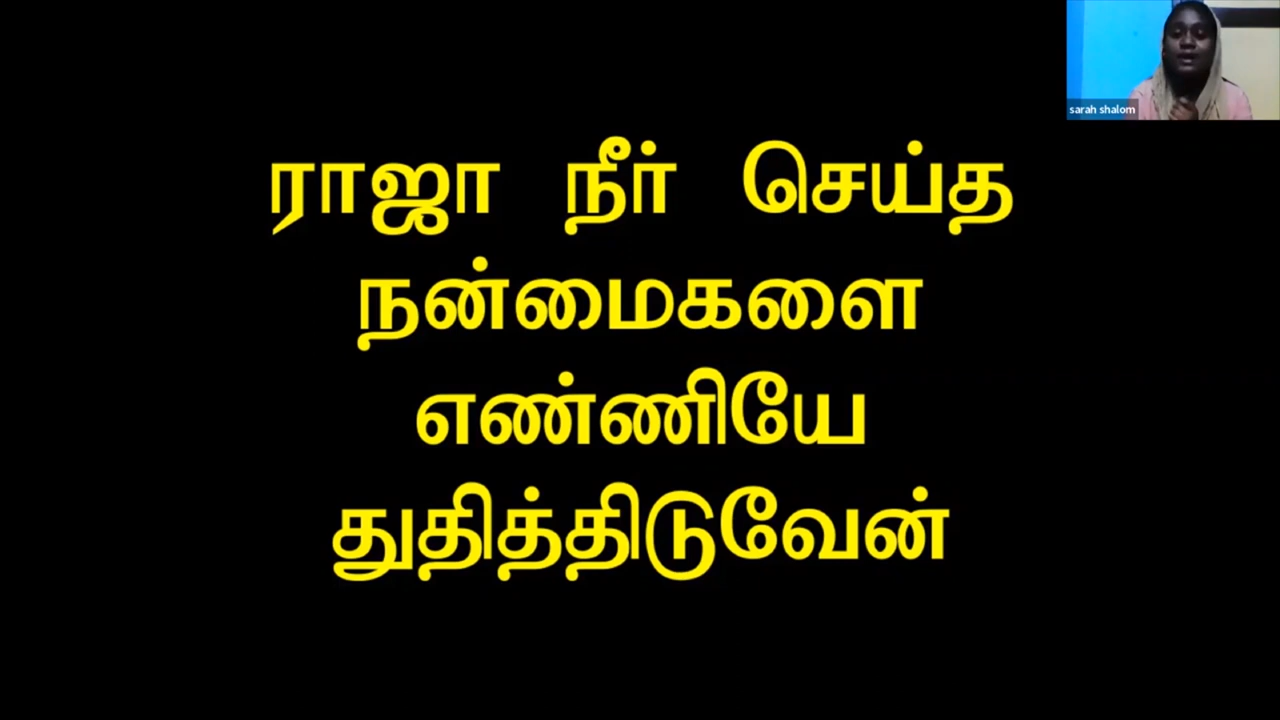 sarah shalom
ராஜா நீர் செய்த
நன்மைகளை
எண்ணியே
துதித்திடுவேன்